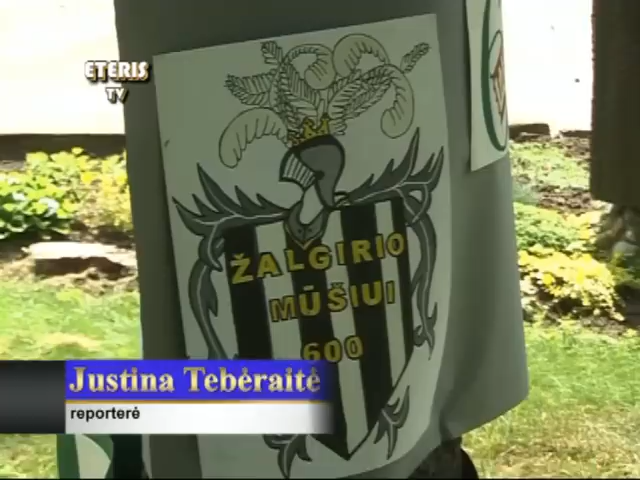 ETERIS
TV
ŽALGIRIO
MŪŠIUI
600
Justina Tebėraitė
reporterė